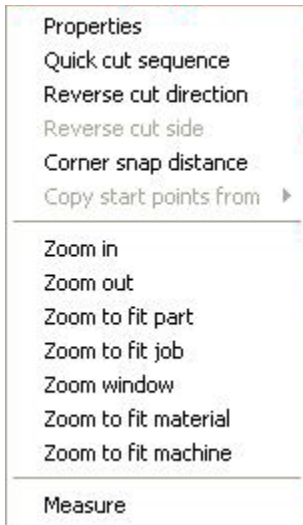 Properties
Quick cut sequence
Reverse cut direction
Reverse cut side
Corner snap distance
Copy start points from
Zoom in
Zoom out
Zoom to fit part
Zoom to fit job
Zoom window
Zoom to fit material
Zoom to fit machine
Measure